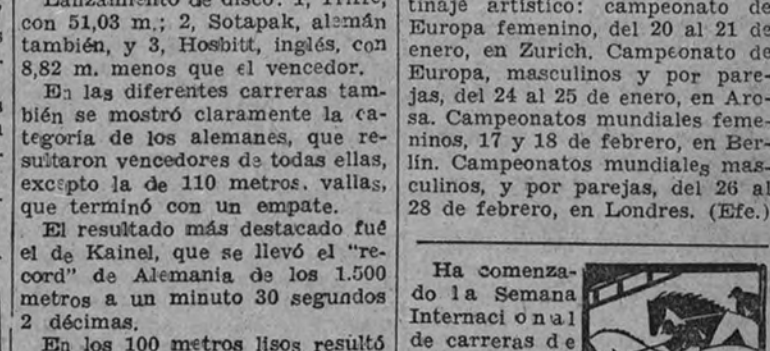 Lanzamiento de disco: 1,
con 51,03 m.; 2, Sotapak, alemán
también, y 3, Hosbitt, inglés, con
8,82 m. menos que el vencedor.
En las diferentes carreras tam-
bién se mostró claramente la ca-
tegoría de los alemanes, que re-
sultaron vencedores de todas ellas,
excepto la de 110 metros. vallas,
que terminó con un empate.
El resultado más destacado fué
el de Kainel, que se llevó el "re-
cord" de Alemania de los 1.500
metros a un minuto 30 segundos
2 décimas.
En los 100 metros lisos resultó
tinaje artístico: campeonato de
Europa femenino, del 20 al 21 de
enero, en Zurich. Campeonato de
Europa, masculinos y por pare-
jas, del 24 al 25 de enero, en Aro-
sa. Campeonatos mundiales feme-
ninos, 17 y 18 de febrero, en Ber-
lín. Campeonatos mundiales mas-
culinos, y por parejas, del 26 al
28 de febrero, en Londres. (Efe.)
Ha comenza-
do la Semana
Internacional
de carreras de